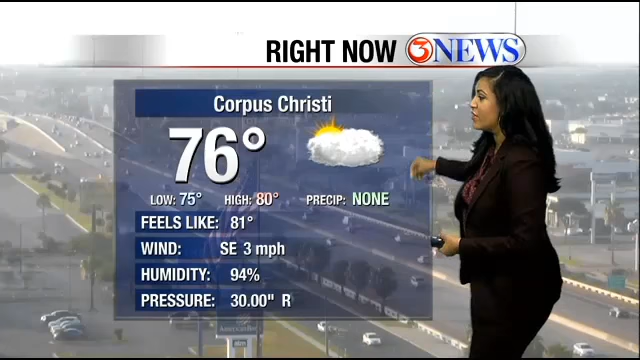 RIGHT NOW 3NEWS
Corpus Christi
76°
LOW: 75° HIGH: 80° PRECIP: NONE
FEELS LIKE: 81°
WIND: SE 3 mph
HUMIDITY: 94%
PRESSURE: 30.00" R